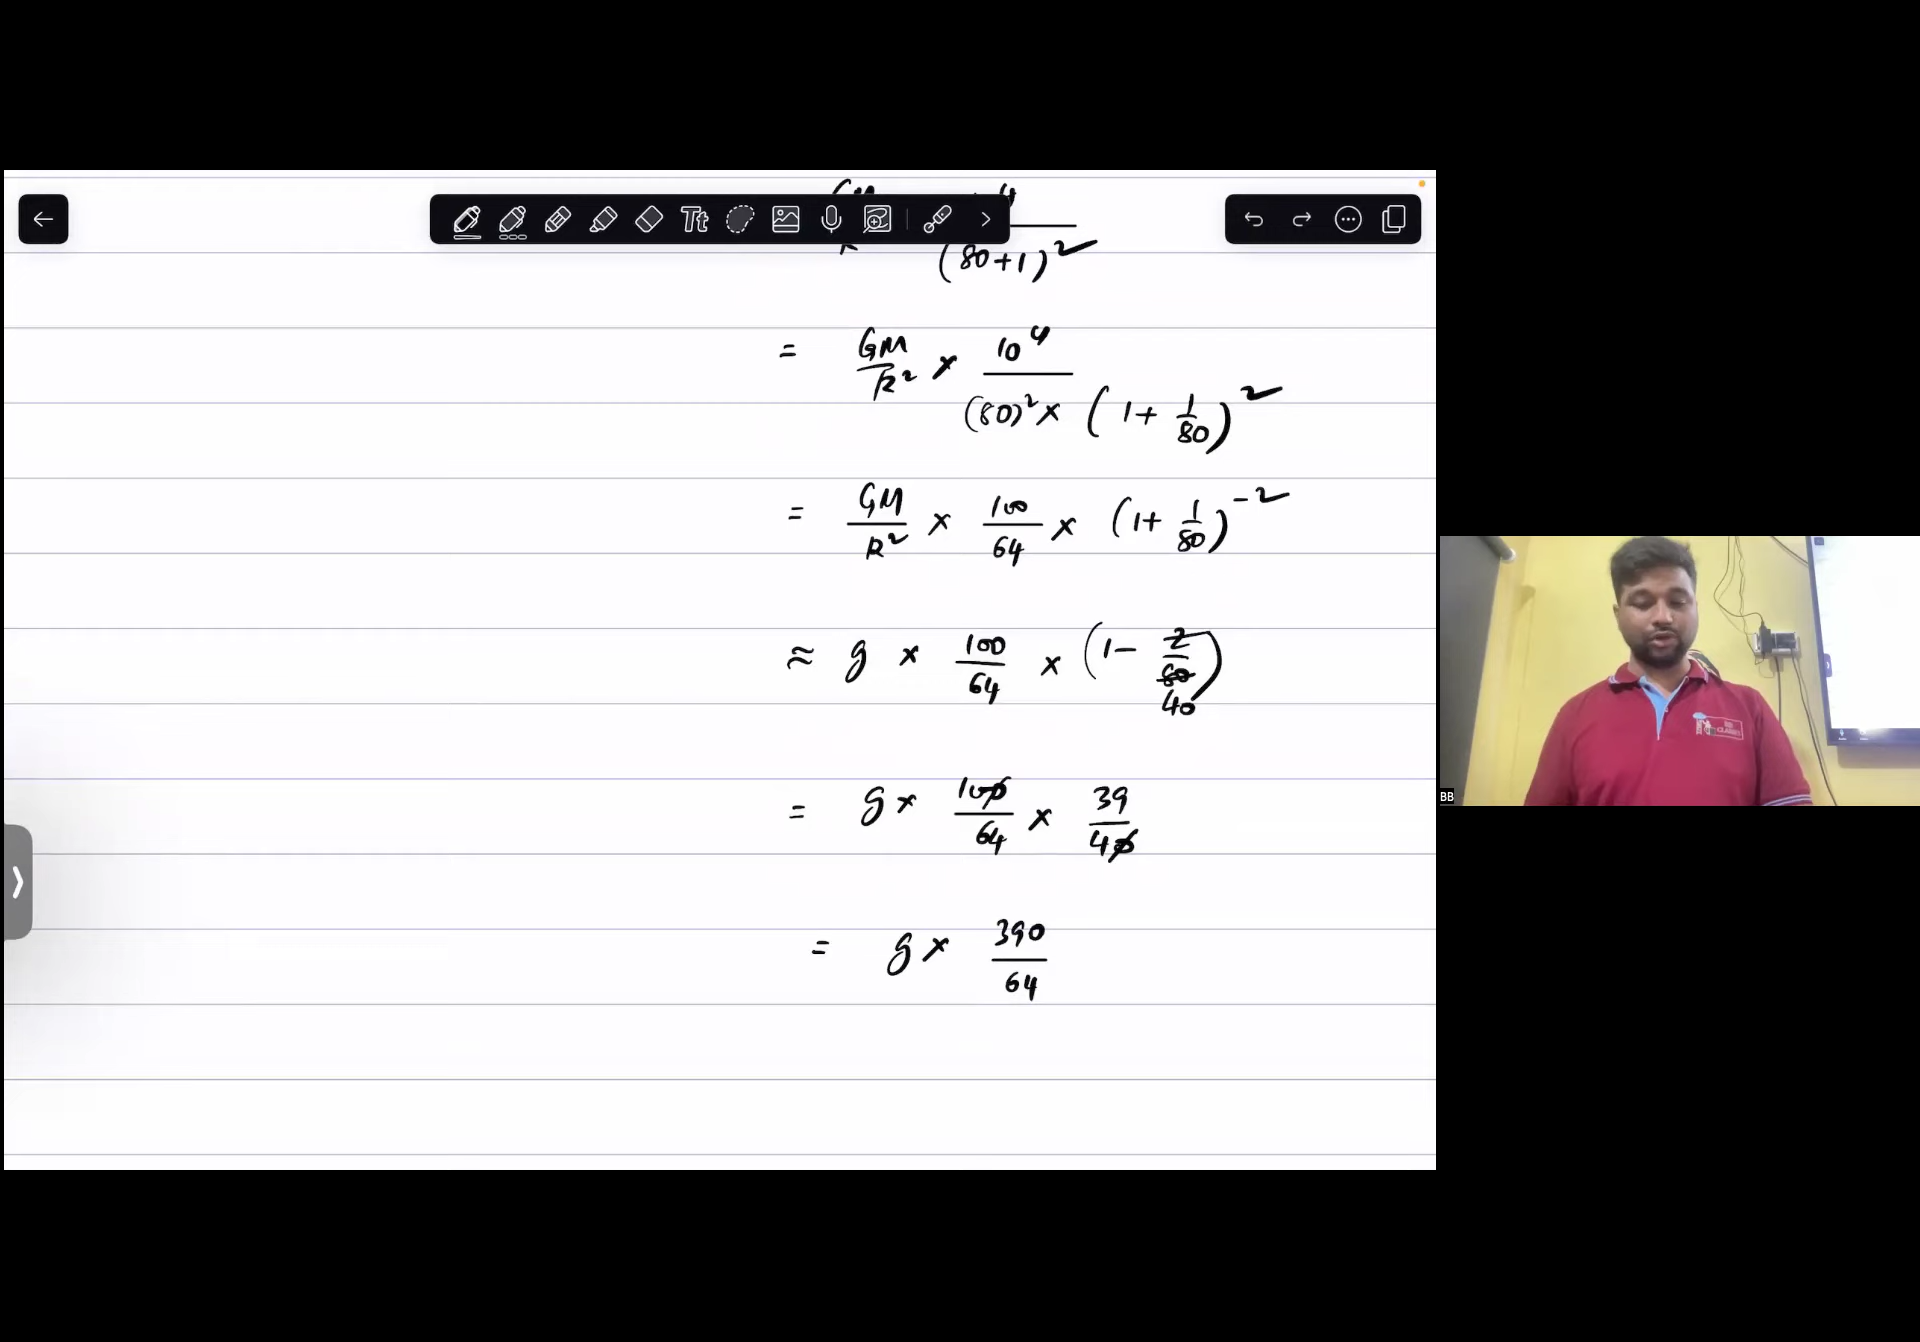 (80+1)²
= GM/R² × 10⁴/((80)² × (1 + 1/80)²)
= GM/R² × 100/64 × (1 + 1/80)⁻²
≈ g × 100/64 × (1 - 2/80 40)
= g × 100/64 × 39/40
= g × 390/64
Tt
BB